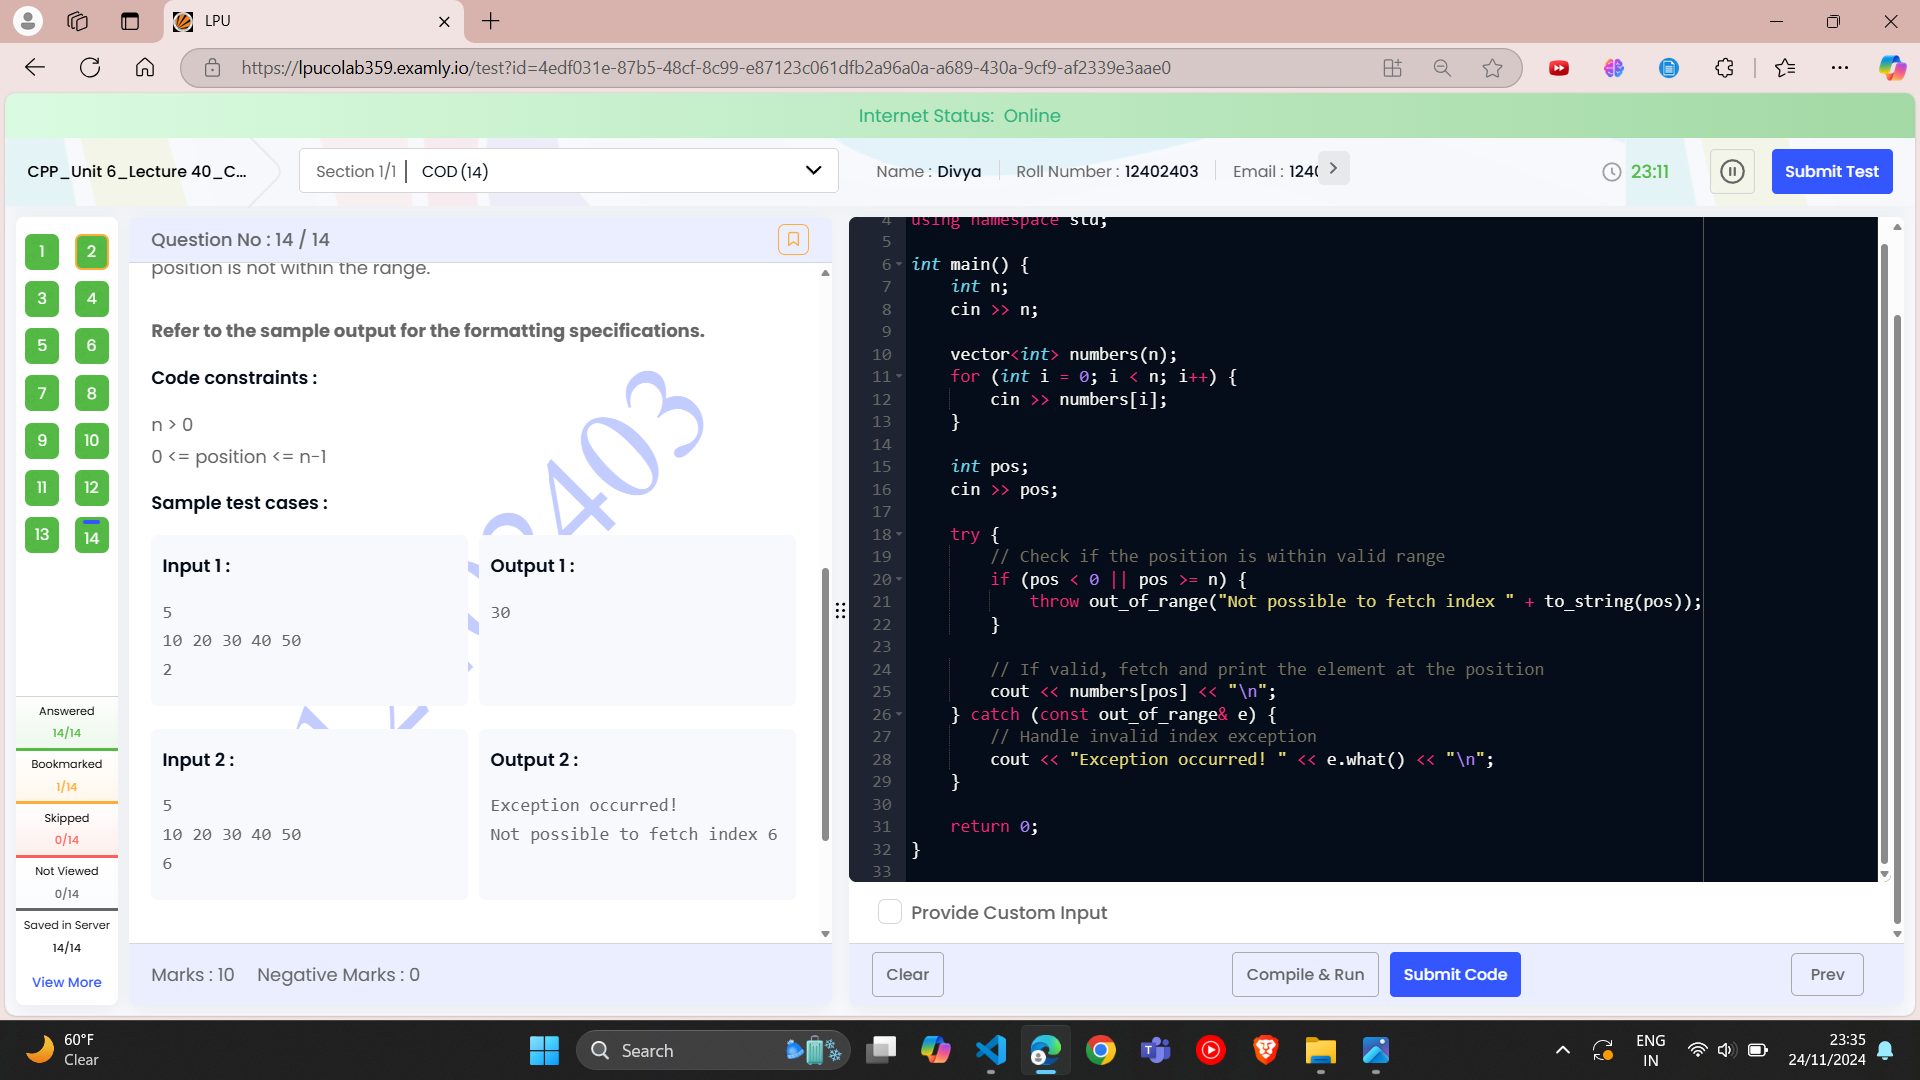 LPU
https://lpucolab359.examly.io/test?id=4edf031e-87b5-48cf-8c99-e87123c061dfb2a96a0a-a689-430a-9cf9-af2339e3aae0
Internet Status: Online
CPP_Unit 6_Lecture 40_C...
Section 1/1 | COD (14)
Name : Divya
Roll Number : 12402403
Email : 1240
23:11
Submit Test
1 2
3 4
5 6
7 8
9 10
11 12
13 14
Answered
14/14
Bookmarked
1/14
Skipped
0/14
Not Viewed
0/14
Saved in Server
14/14
View More
Question No : 14 / 14
position is not within the range.
Refer to the sample output for the formatting specifications.
Code constraints :
n > 0
0 <= position <= n-1
Sample test cases :
Input 1 :
5
10 20 30 40 50
2
Output 1 :
30
Input 2 :
5
10 20 30 40 50
6
Output 2 :
Exception occurred!
Not possible to fetch index 6
Marks : 10 Negative Marks : 0
4 using namespace std;
5
6 int main() {
7 int n;
8 cin >> n;
9
10 vector<int> numbers(n);
11 for (int i = 0; i < n; i++) {
12 cin >> numbers[i];
13 }
14
15 int pos;
16 cin >> pos;
17
18 try {
19 // Check if the position is within valid range
20 if (pos < 0 || pos >= n) {
21 throw out_of_range("Not possible to fetch index " + to_string(pos));
22 }
23
24 // If valid, fetch and print the element at the position
25 cout << numbers[pos] << "\n";
26 } catch (const out_of_range& e) {
27 // Handle invalid index exception
28 cout << "Exception occurred! " << e.what() << "\n";
29 }
30
31 return 0;
32 }
33
Provide Custom Input
Clear
Compile & Run
Submit Code
Prev
60°F
Clear
Search
ENG
IN
23:35
24/11/2024